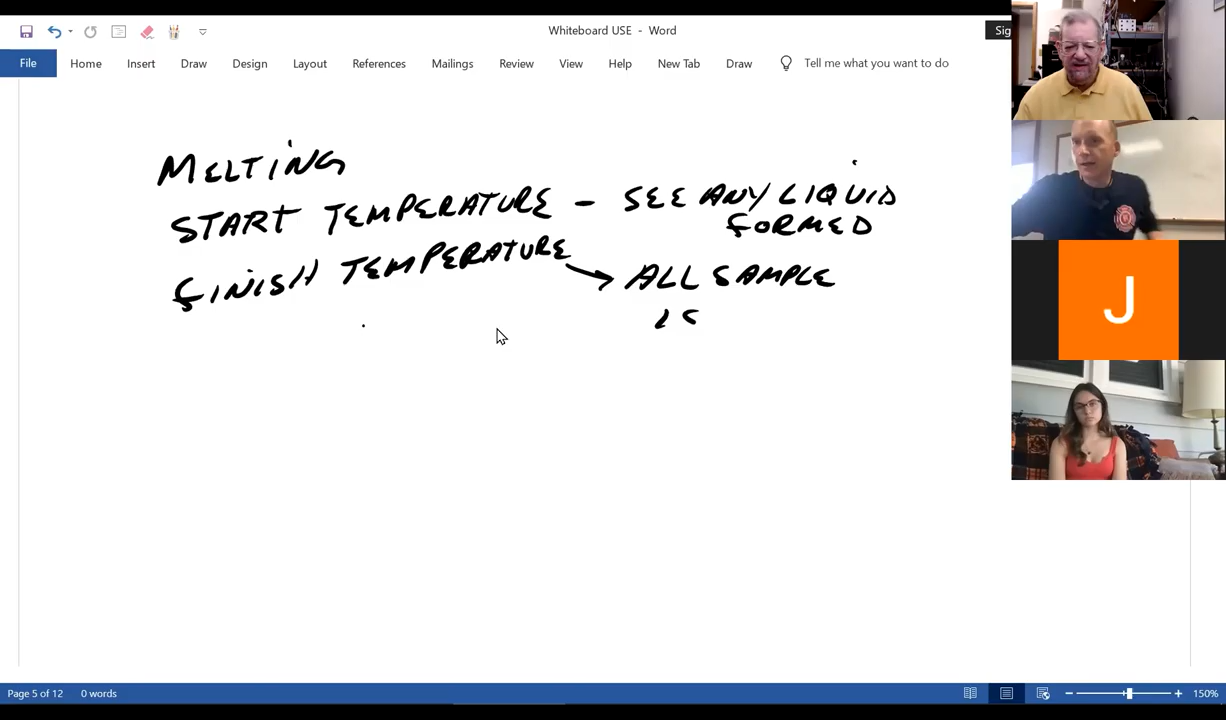 Whiteboard USE - Word
Sig
File Home Insert Draw Design Layout References Mailings Review View Help New Tab Draw Tell me what you want to do
MELTING
START TEMPERATURE - SEE ANY LIQUID
FORMED
FINISH TEMPERATURE → ALL SAMPLE
IS
J
Page 5 of 12 0 words
150%